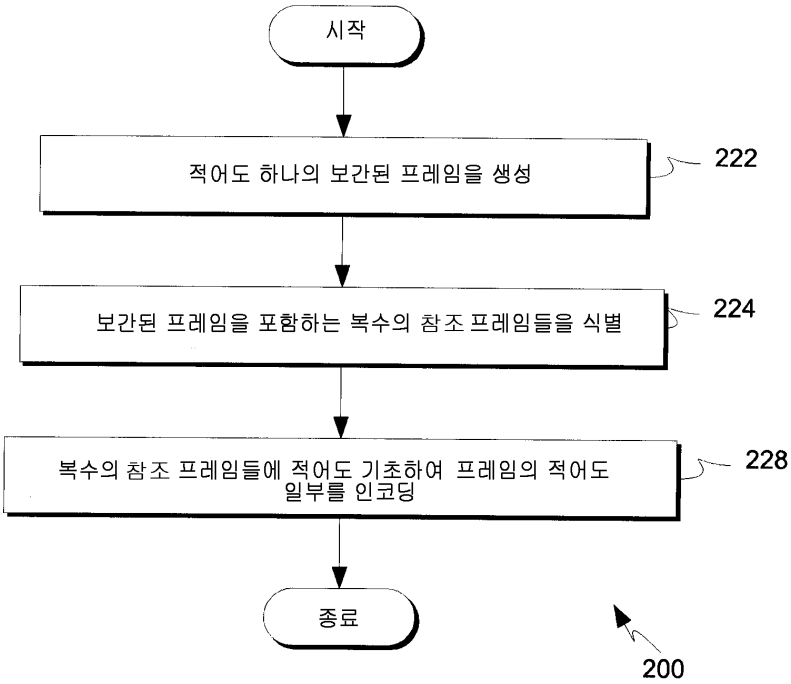 시작
적어도 하나의 보간된 프레임을 생성
222
보간된 프레임을 포함하는 복수의 참조 프레임들을 식별
224
복수의 참조 프레임들에 적어도 기초하여 프레임의 적어도
일부를 인코딩
228
종료
200